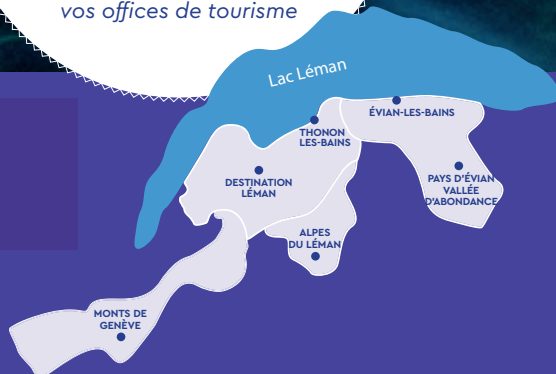 vos offices de tourisme
Lac Léman
ÉVIAN-LES-BAINS
THONON
LES-BAINS
DESTINATION
LÉMAN
PAYS D'ÉVIAN
VALLÉE
D'ABONDANCE
ALPES
DU LÉMAN
MONTS DE
GENÈVE